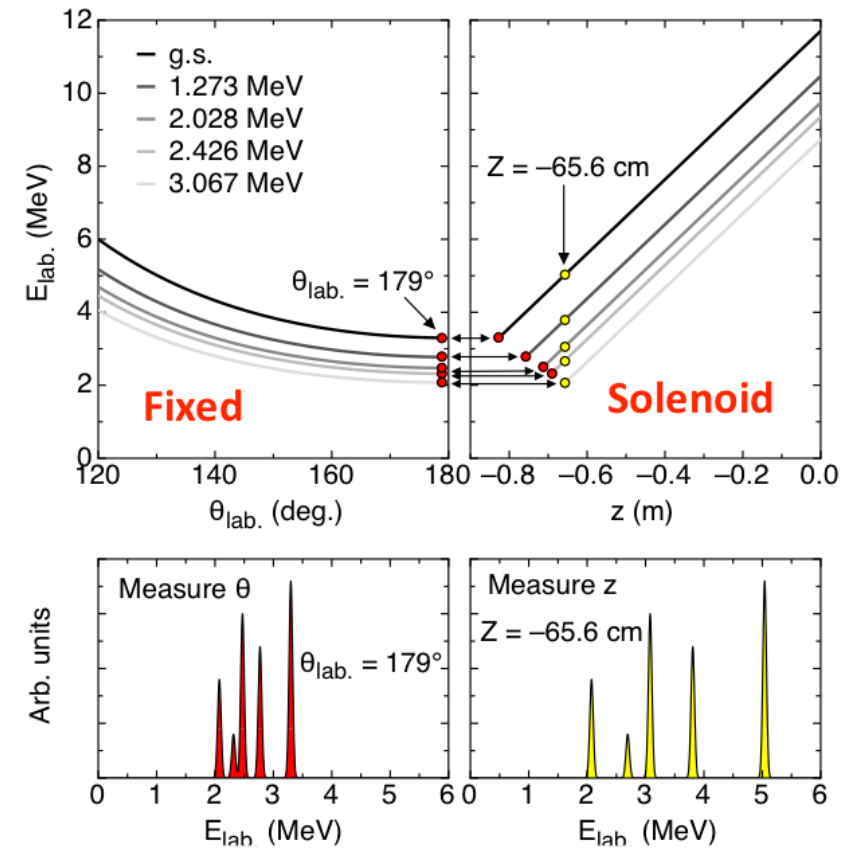 12
10
8
6
4
2
0
E_lab. (MeV)
g.s.
1.273 MeV
2.028 MeV
2.426 MeV
3.067 MeV
θ_lab. = 179°
Fixed
120
140
160
180
θ_lab. (deg.)
Z = −65.6 cm
Solenoid
−0.8
−0.6
−0.4
−0.2
0.0
z (m)
Arb. units
Measure θ
θ_lab. = 179°
0
1
2
3
4
5
6
E_lab. (MeV)
Measure z
Z = −65.6 cm
0
1
2
3
4
5
6
E_lab. (MeV)